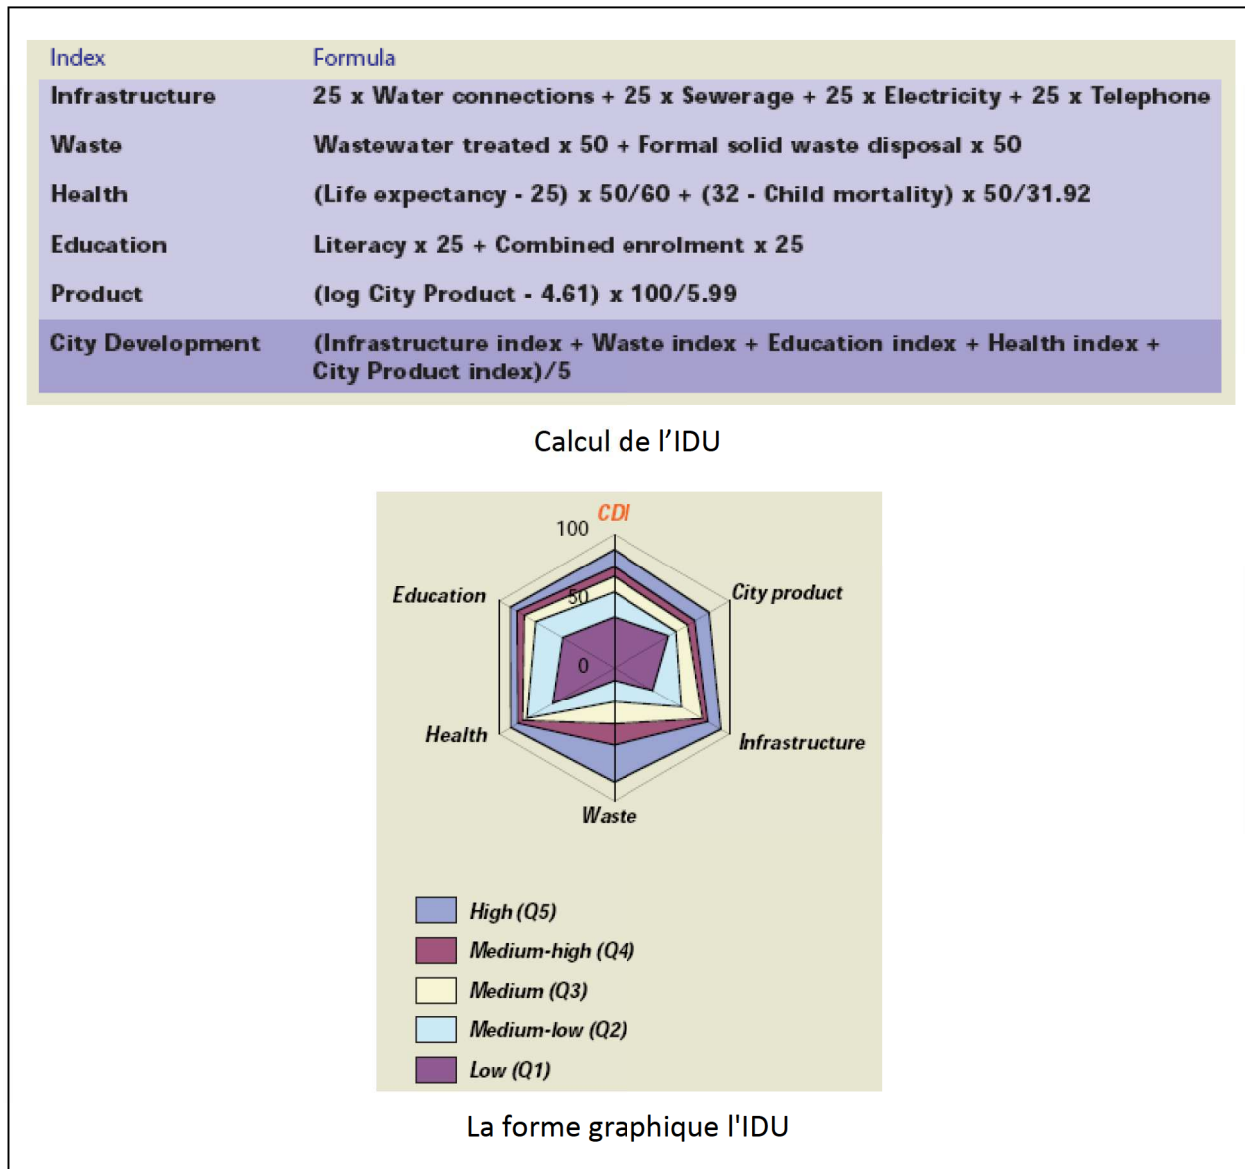 Index Formula
Infrastructure 25 x Water connections + 25 x Sewerage + 25 x Electricity + 25 x Telephone
Waste Wastewater treated x 50 + Formal solid waste disposal x 50
Health (Life expectancy - 25) x 50/60 + (32 - Child mortality) x 50/31.92
Education Literacy x 25 + Combined enrolment x 25
Product (log City Product - 4.61) x 100/5.99
City Development (Infrastructure index + Waste index + Education index + Health index +
City Product index)/5
Calcul de l’IDU
CDI
100
Education
50
City product
0
Health
Infrastructure
Waste
High (Q5)
Medium-high (Q4)
Medium (Q3)
Medium-low (Q2)
Low (Q1)
La forme graphique l'IDU